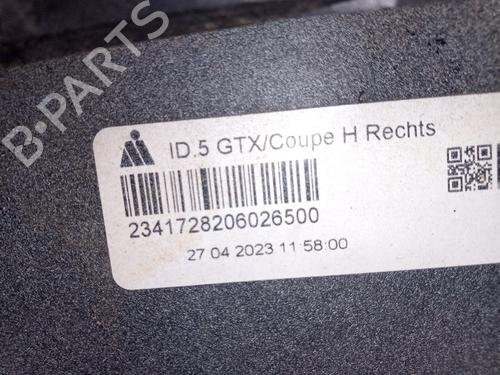 B-PARTS
ID.5 GTX/Coupe H Rechts
2341728206026500
27 04 2023 11:58:00